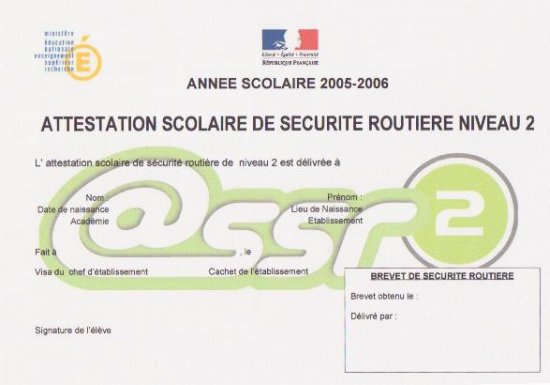 ministère
éducation
nationale
enseignement
supérieur
recherche
É
Liberté • Égalité • Fraternité
RÉPUBLIQUE FRANÇAISE
ANNEE SCOLAIRE 2005-2006
ATTESTATION SCOLAIRE DE SECURITE ROUTIERE NIVEAU 2
L' attestation scolaire de sécurité routière de niveau 2 est délivrée à
Nom : Prénom :
Date de naissance Lieu de Naissance
Académie Etablissement
@ssr 2
Fait à , le
Visa du chef d'établissement Cachet de l'établissement
BREVET DE SECURITE ROUTIERE
Brevet obtenu le :
Délivré par :
Signature de l'élève